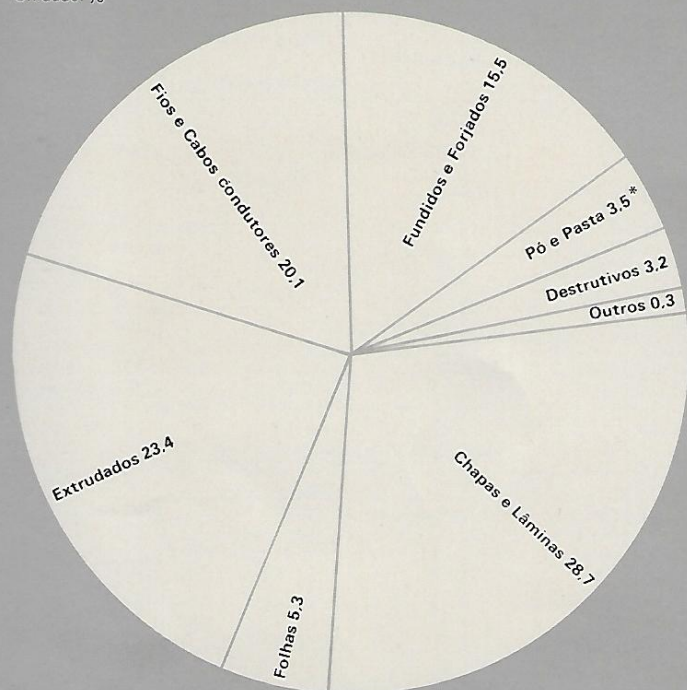 Fundidos e Forjados 15,5
Pó e Pasta 3,5*
Destrutivos 3,2
Outros 0,3
Chapas e Lâminas 28,7
Folhas 5,3
Extrudados 23,4
Fios e Cabos condutores 20,1